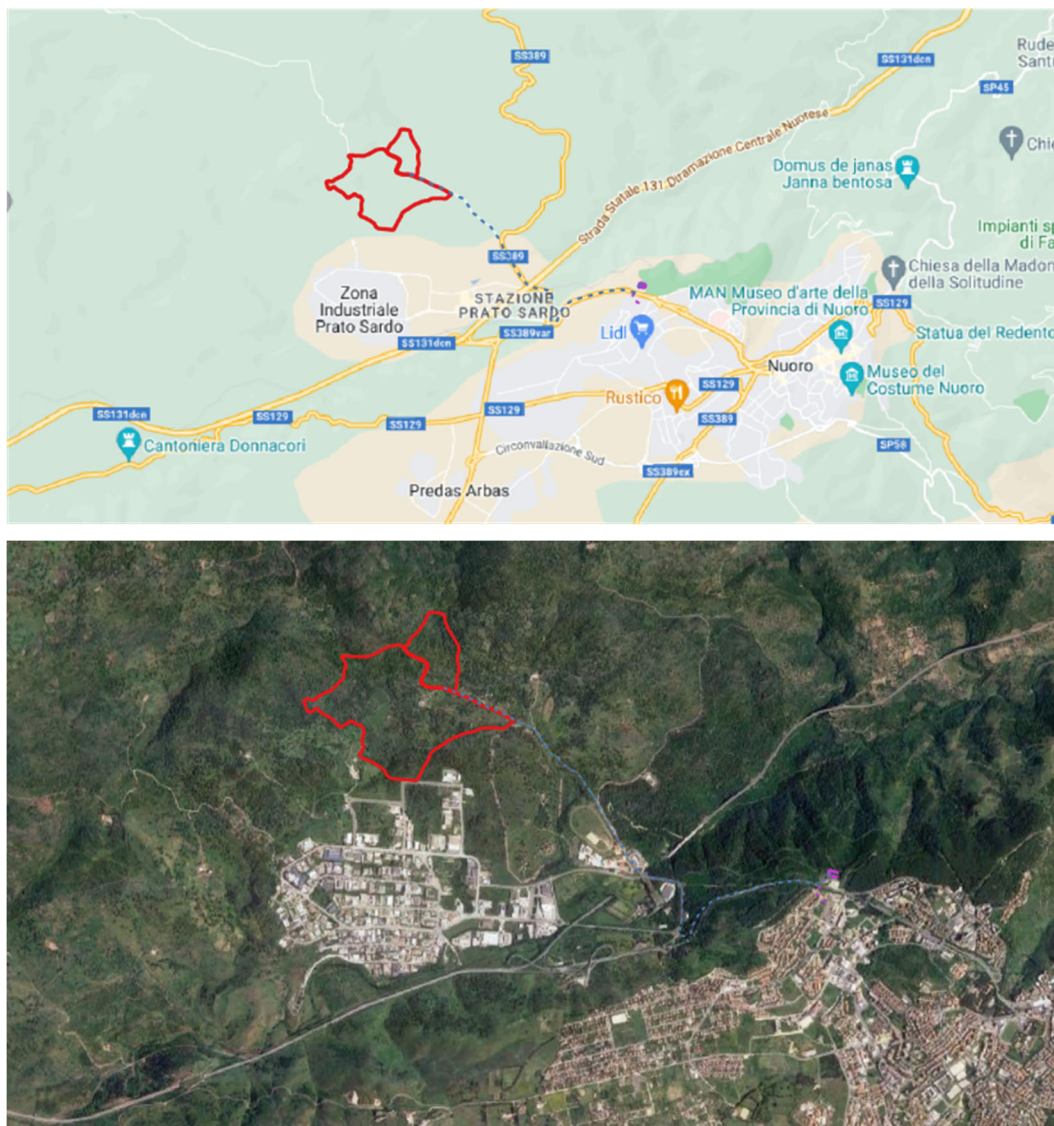 SS389
SS131dcn
Rude
Santu
SP45
Chie
Strada Statale 131 Diramazione Centrale Nuorese
Domus de janas
Janna bentosa
Impianti sp
di Fa
SS389
Chiesa della Madon
della Solitudine
Zona
Industriale
Prato Sardo
STAZIONE
PRATO SARDO
MAN Museo d'arte della
Provincia di Nuoro
SS129
SS389var
Lidl
Statua del Redento
SS131dcn
Nuoro
Museo del
Costume Nuoro
SS129
Rustico
SS131dcn
SS129
SS129
SS389
Cantoniera Donnacori
Circonvallazione Sud
SP58
SS389ex
Predas Arbas